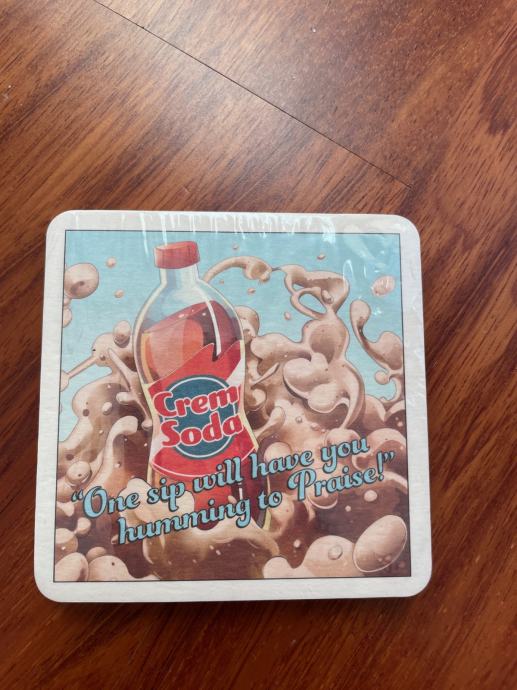 Crem
Soda
“One sip will have you
humming to Praise!”